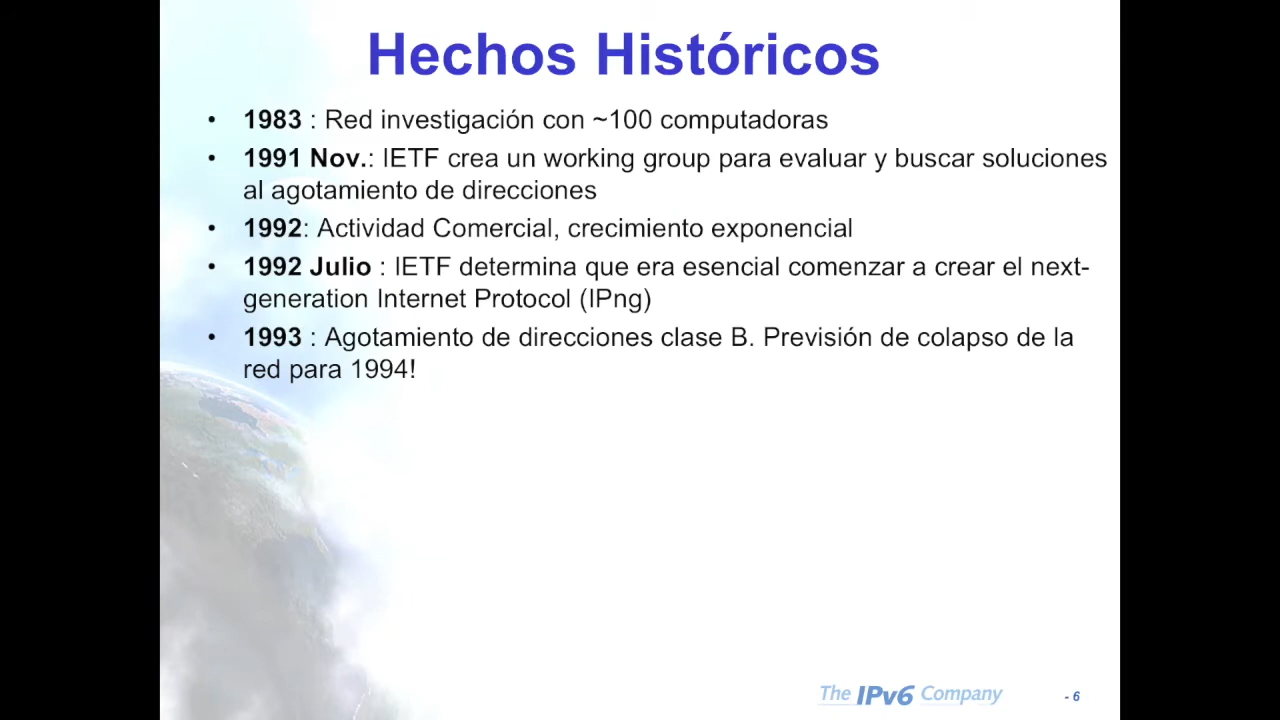 Hechos Históricos
• 1983 : Red investigación con ~100 computadoras
• 1991 Nov.: IETF crea un working group para evaluar y buscar soluciones
al agotamiento de direcciones
• 1992: Actividad Comercial, crecimiento exponencial
• 1992 Julio : IETF determina que era esencial comenzar a crear el next-
generation Internet Protocol (IPng)
• 1993 : Agotamiento de direcciones clase B. Previsión de colapso de la
red para 1994!
The IPv6 Company
- 6